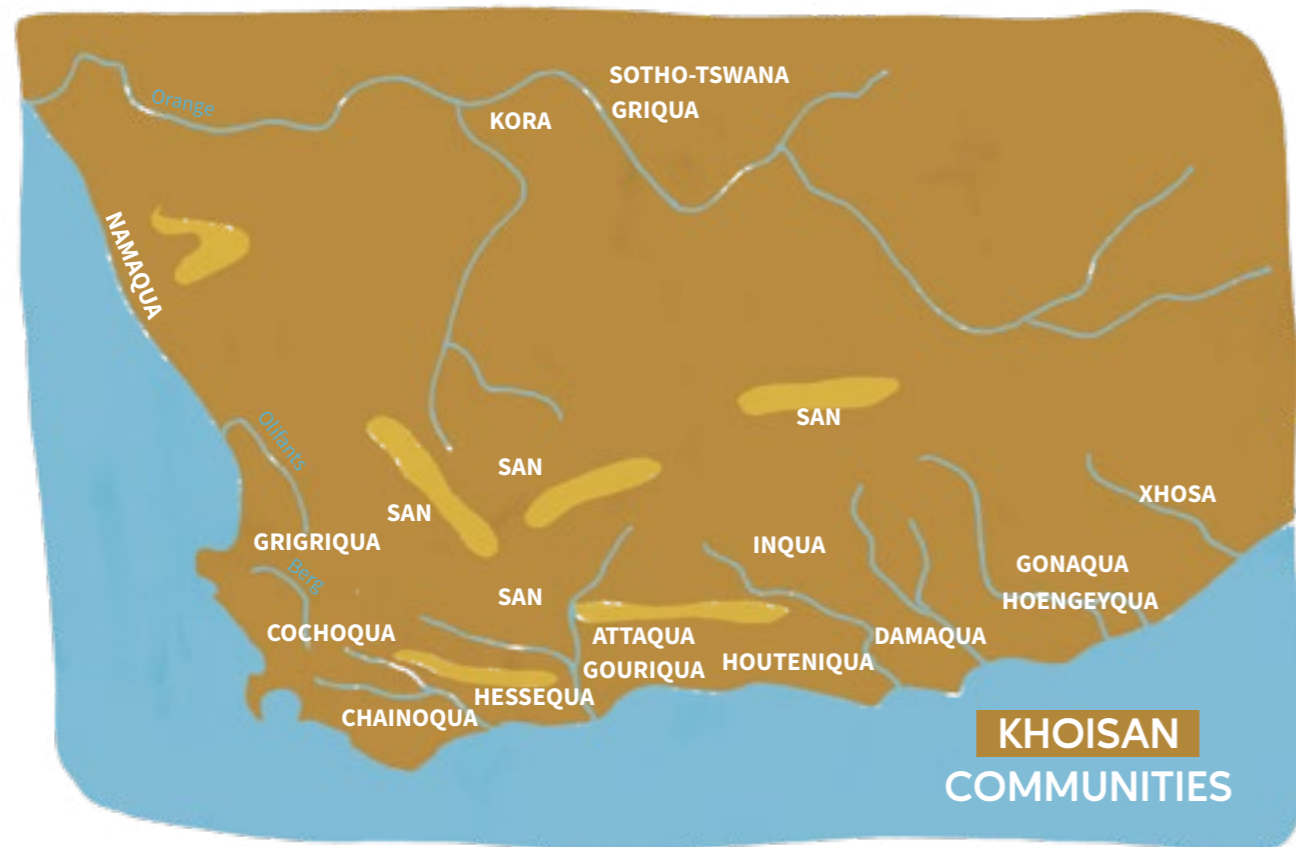 SOTHO-TSWANA
Orange
GRIQUA
KORA
NAMAQUA
SAN
Olifants
SAN
XHOSA
SAN
GRIGRIQUA
INQUA
GONAQUA
Berg
SAN
HOENGEYQUA
COCHOQUA
ATTAQUA
DAMAQUA
GOURIQUA
HOUTENIQUA
HESSEQUA
CHAINOQUA
KHOISAN
COMMUNITIES